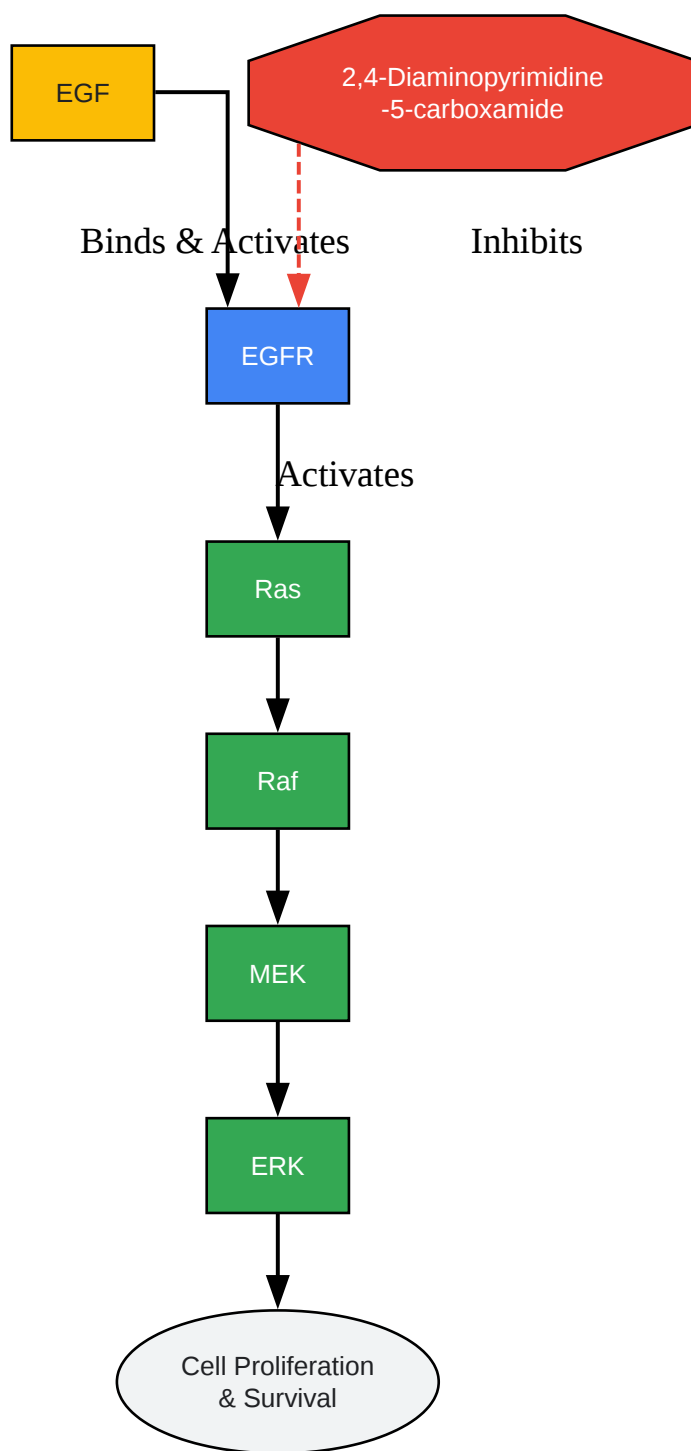 EGF
2,4-Diaminopyrimidine
-5-carboxamide
Binds & Activates
Inhibits
EGFR
Activates
Ras
Raf
MEK
ERK
Cell Proliferation
& Survival